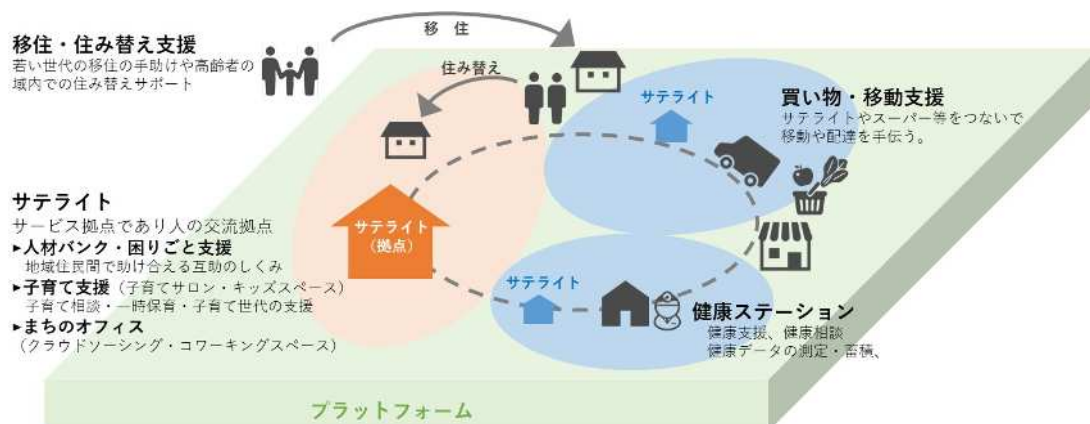 移住・住み替え支援
若い世代の移住の手助けや高齢者の
域内での住み替えサポート
移 住
住み替え
サテライト
買い物・移動支援
サテライトやスーパー等をつないで
移動や配達を手伝う。
サテライト
サービス拠点であり人の交流拠点
▸人材バンク・困りごと支援
地域住民間で助け合える互助のしくみ
▸子育て支援（子育てサロン・キッズスペース）
子育て相談・一時保育・子育て世代の支援
▸まちのオフィス
（クラウドソーシング・コワーキングスペース）
サテライト
（拠点）
サテライト
健康ステーション
健康支援、健康相談
健康データの測定・蓄積、
プラットフォーム